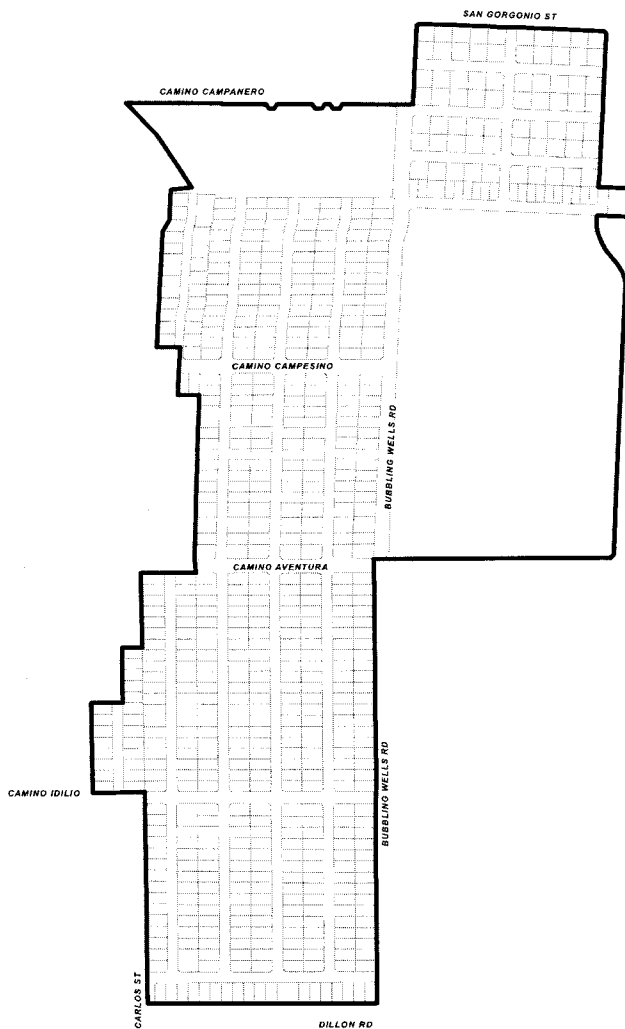 SAN GORGONIO ST
CAMINO CAMPANERO
CAMINO CAMPESINO
BUBBLING WELLS RD
CAMINO AVENTURA
BUBBLING WELLS RD
CAMINO IDILIO
CARLOS ST
DILLON RD